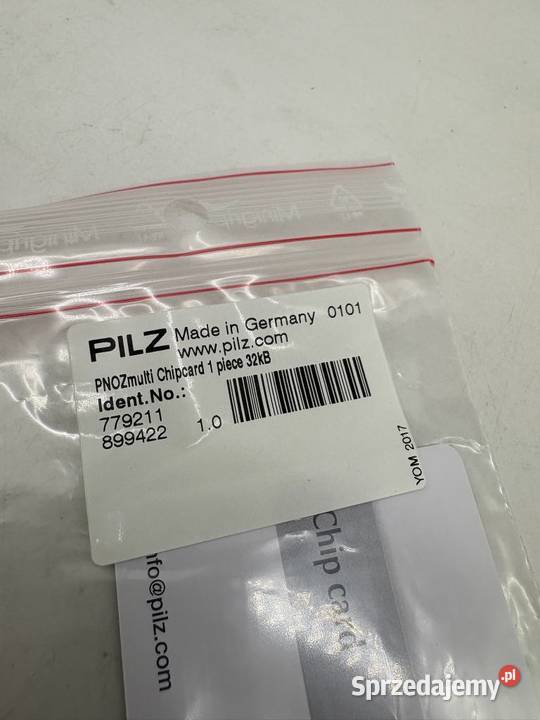 PILZ Made in Germany 0101
www.pilz.com
PNOZmulti Chipcard 1 piece 32kB
Ident.No.:
779211
899422 1.0
YOM 2017
Chip card
nfo@pilz.com
Sprzedajemy.pl